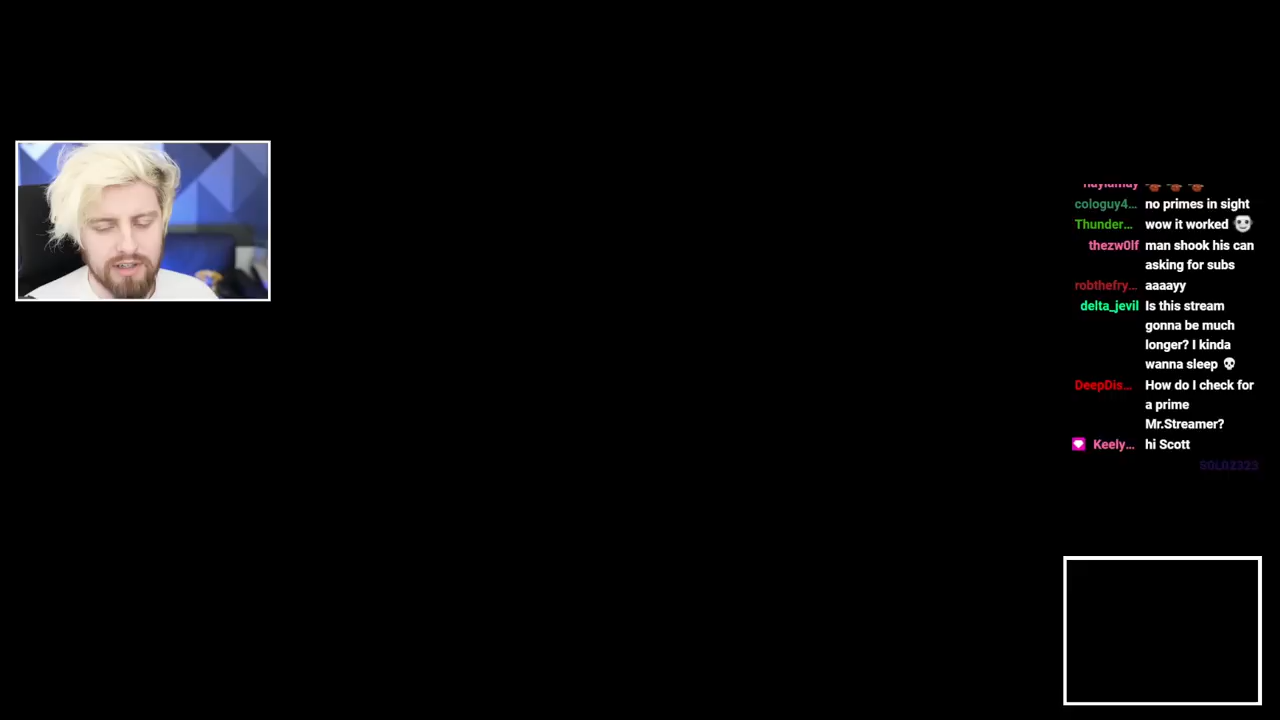 cologuy4... no primes in sight
Thunder... wow it worked
thezw0lf man shook his can
asking for subs
robthefry... aaaayy
delta_jevil Is this stream
gonna be much
longer? I kinda
wanna sleep 💀
DeepDis... How do I check for
a prime
Mr.Streamer?
Keely... hi Scott